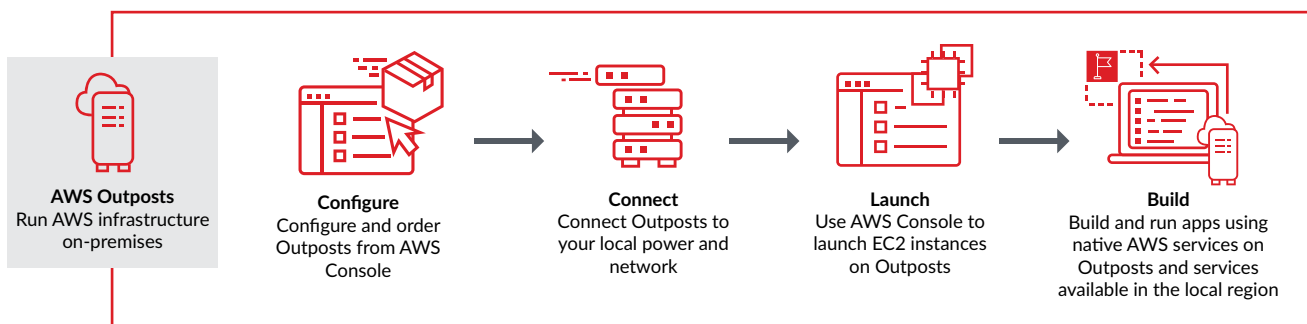 AWS Outposts
Run AWS infrastructure
on-premises
Configure
Configure and order
Outposts from AWS
Console
Connect
Connect Outposts to
your local power and
network
Launch
Use AWS Console to
launch EC2 instances
on Outposts
Build
Build and run apps using
native AWS services on
Outposts and services
available in the local region